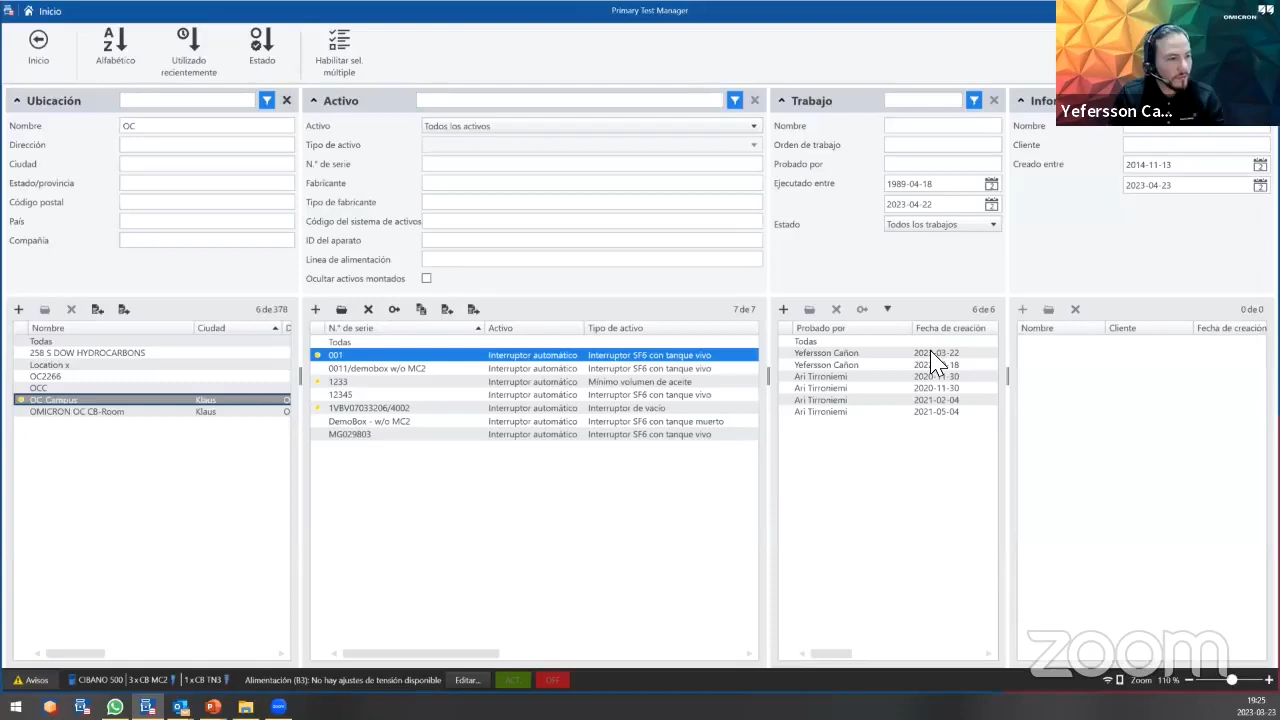 Inicio
Primary Test Manager
OMICRON
Inicio
Alfabético
Utilizado recientemente
Estado
Habilitar sel. múltiple
Yefersson Ca...
Ubicación
Nombre OC
Dirección
Ciudad
Estado/provincia
Código postal
País
Compañía
Activo
Activo Todos los activos
Tipo de activo
N.° de serie
Fabricante
Tipo de fabricante
Código del sistema de activos
ID del aparato
Línea de alimentación
Ocultar activos montados
Trabajo
Nombre
Orden de trabajo
Probado por
Ejecutado entre 1989-04-18
2023-04-22
Estado Todos los trabajos
Nombre
Cliente
Creado entre 2014-11-13
2023-04-23
6 de 378
Nombre Ciudad
Todas
258 S DOW HYDROCARBONS
Location x
OC2266
OCC
OC Campus Klaus O
OMICRON OC CB-Room Klaus O
7 de 7
N.° de serie Activo Tipo de activo
Todas
001 Interruptor automático Interruptor SF6 con tanque vivo
0011/demobox w/o MC2 Interruptor automático Interruptor SF6 con tanque vivo
1233 Interruptor automático Mínimo volumen de aceite
12345 Interruptor automático Interruptor SF6 con tanque vivo
1VBV07033206/4002 Interruptor automático Interruptor de vacío
DemoBox - w/o MC2 Interruptor automático Interruptor SF6 con tanque muerto
MG029803 Interruptor automático Interruptor SF6 con tanque vivo
6 de 6
Probado por Fecha de creación
Todas
Yefersson Cañon
Yefersson Cañon
Ari Tirroniemi
Ari Tirroniemi 2020-11-30
Ari Tirroniemi 2021-02-04
Ari Tirroniemi 2021-05-04
0 de 0
Nombre Cliente Fecha de creación
zoom
Avisos CIBANO 500 3 x CB MC2 1 x CB TN3 Alimentación (B3): No hay ajustes de tensión disponible Editar... ACT. OFF Zoom 110 %
19:25
2023-03-23